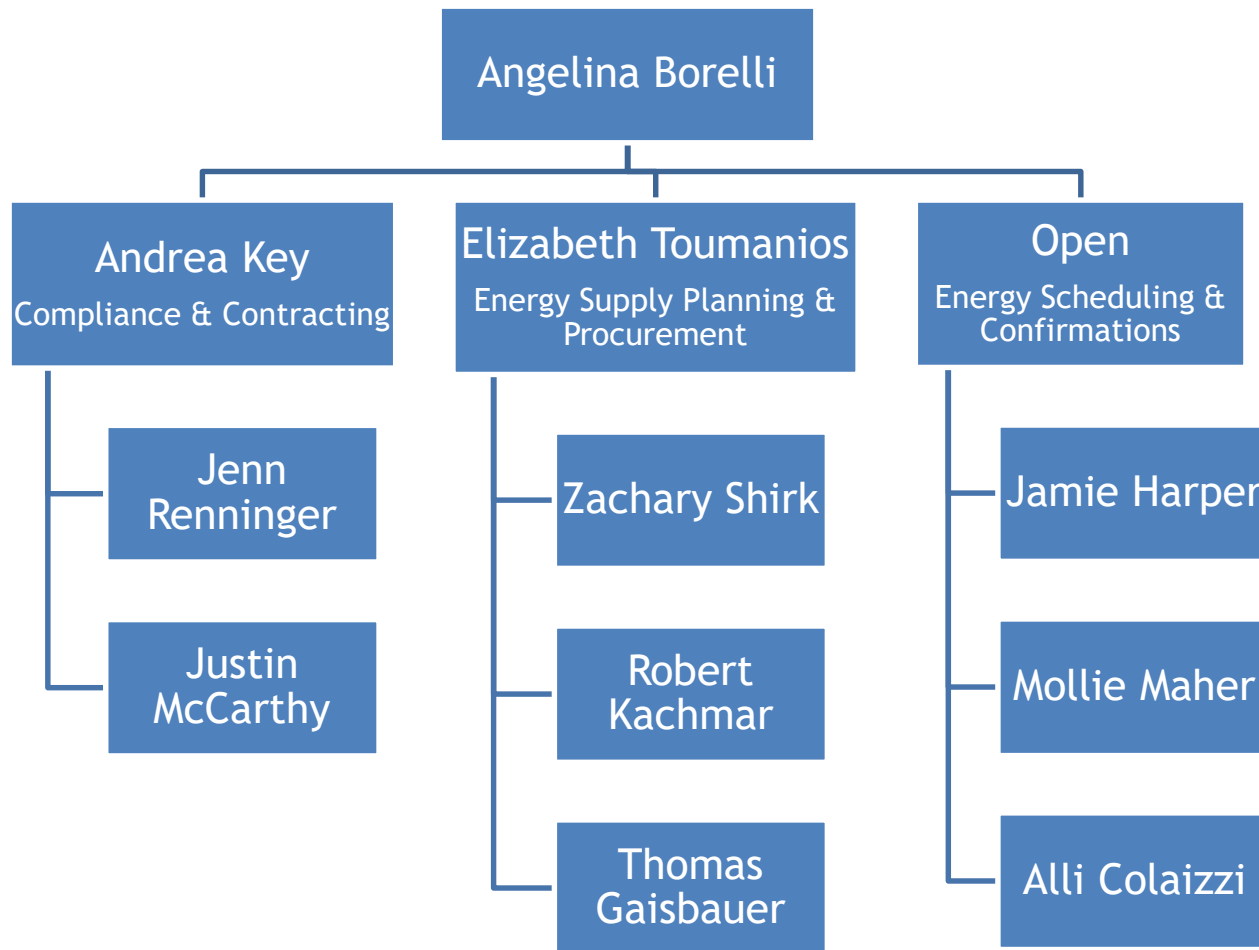 Angelina Borelli
Andrea Key
Compliance & Contracting
Elizabeth Toumanios
Energy Supply Planning &
Procurement
Open
Energy Scheduling &
Confirmations
Jenn
Renninger
Justin
McCarthy
Zachary Shirk
Robert
Kachmar
Thomas
Gaisbauer
Jamie Harper
Mollie Maher
Alli Colaizzi